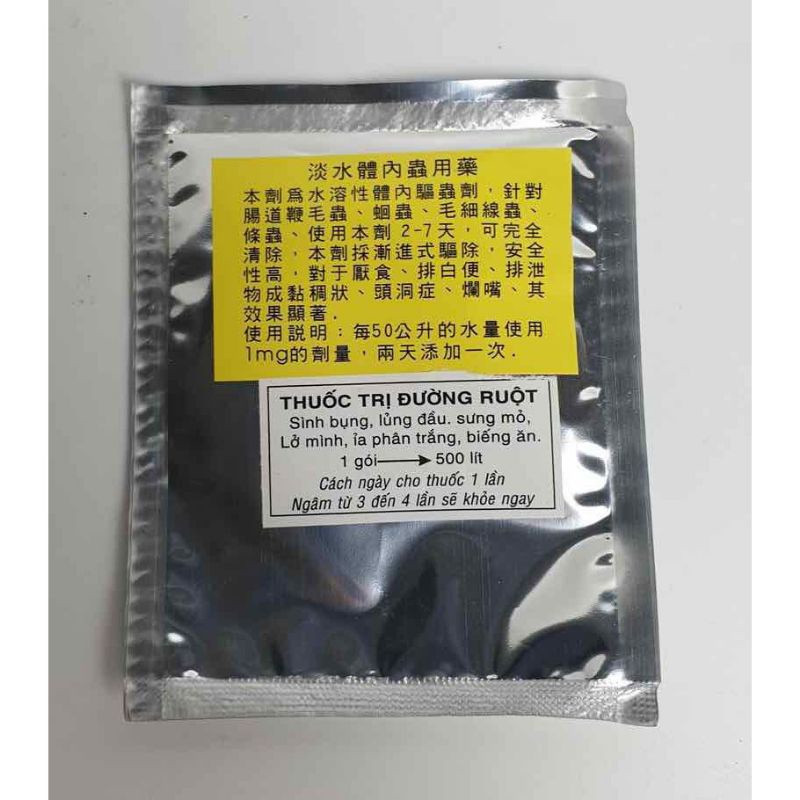 淡水體內蟲用藥
本劑爲水溶性體內驅蟲劑，針對
腸道鞭毛蟲、蛔蟲、毛細線蟲、
條蟲、使用本劑2-7天，可完全
清除，本劑採漸進式驅除，安全
性高，對于厭食、排白便、排泄
物成黏稠狀、頭洞症、爛嘴、其
效果顯著.
使用説明：每50公升的水量使用
1mg的劑量，兩天添加一次.
THUỐC TRỊ ĐƯỜNG RUỘT
Sình bụng, lủng đầu. sưng mỏ,
Lở mình, ỉa phân trắng, biếng ăn.
1 gói→500 lít
Cách ngày cho thuốc 1 lần
Ngâm từ 3 đến 4 lần sẽ khỏe ngay